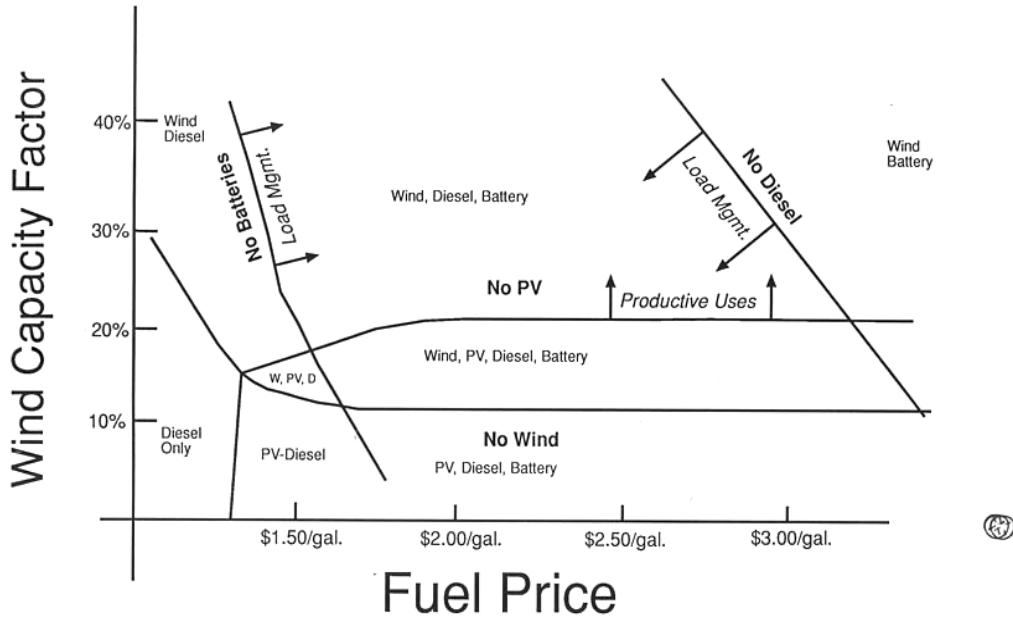 Wind Capacity Factor
40%
30%
20%
10%
Wind
Diesel
No Batteries
Load Mgmt.
Wind, Diesel, Battery
No Diesel
Load Mgmt.
Wind
Battery
No PV
Productive Uses
Wind, PV, Diesel, Battery
W, PV, D
Diesel
Only
PV-Diesel
No Wind
PV, Diesel, Battery
$1.50/gal.
$2.00/gal.
$2.50/gal.
$3.00/gal.
Fuel Price